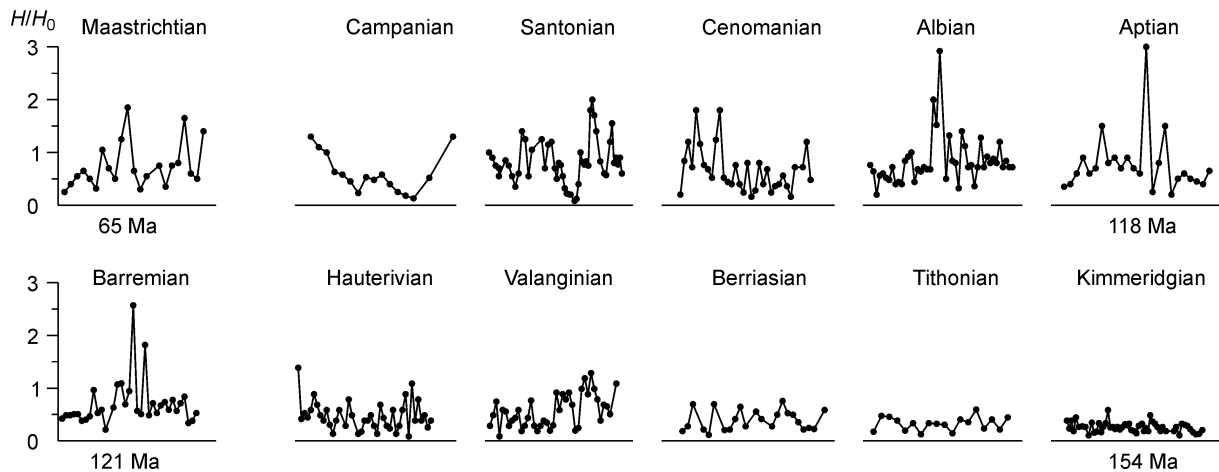 H/H₀
Maastrichtian Campanian Santonian Cenomanian Albian Aptian
3
2
1
0
65 Ma 118 Ma
Barremian Hauterivian Valanginian Berriasian Tithonian Kimmeridgian
3
2
1
0
121 Ma 154 Ma